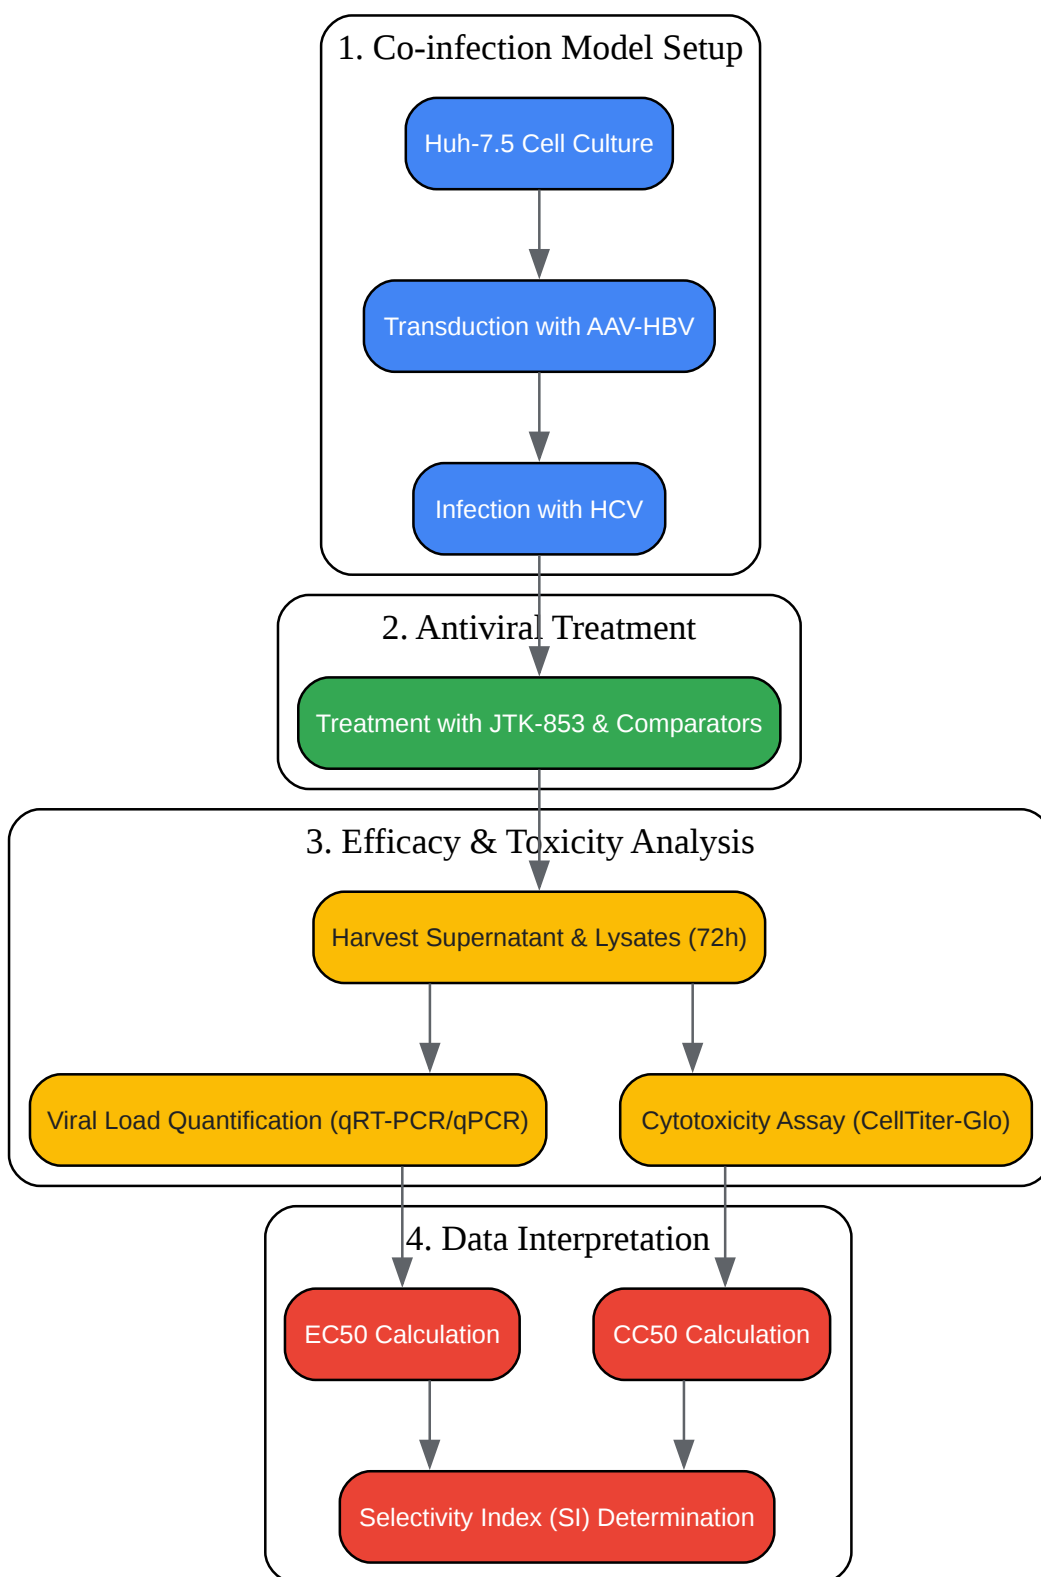 1. Co-infection Model Setup
Huh-7.5 Cell Culture
Transduction with AAV-HBV
Infection with HCV
2. Antiviral Treatment
Treatment with JTK-853 & Comparators
3. Efficacy & Toxicity Analysis
Harvest Supernatant & Lysates (72h)
Viral Load Quantification (qRT-PCR/qPCR)
Cytotoxicity Assay (CellTiter-Glo)
4. Data Interpretation
EC50 Calculation
CC50 Calculation
Selectivity Index (SI) Determination